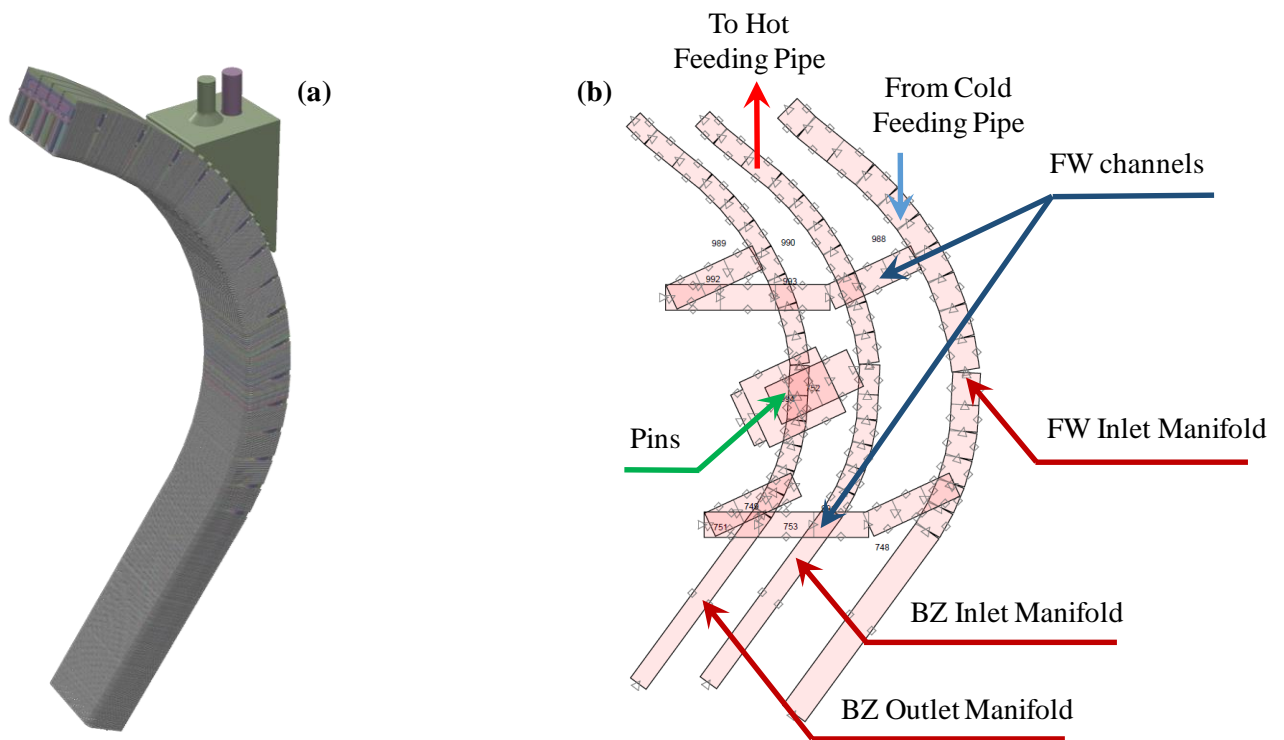 (a)
(b)
To Hot
Feeding Pipe
From Cold
Feeding Pipe
FW channels
989
990
988
992
993
Pins
FW Inlet Manifold
751
753
748
BZ Inlet Manifold
BZ Outlet Manifold